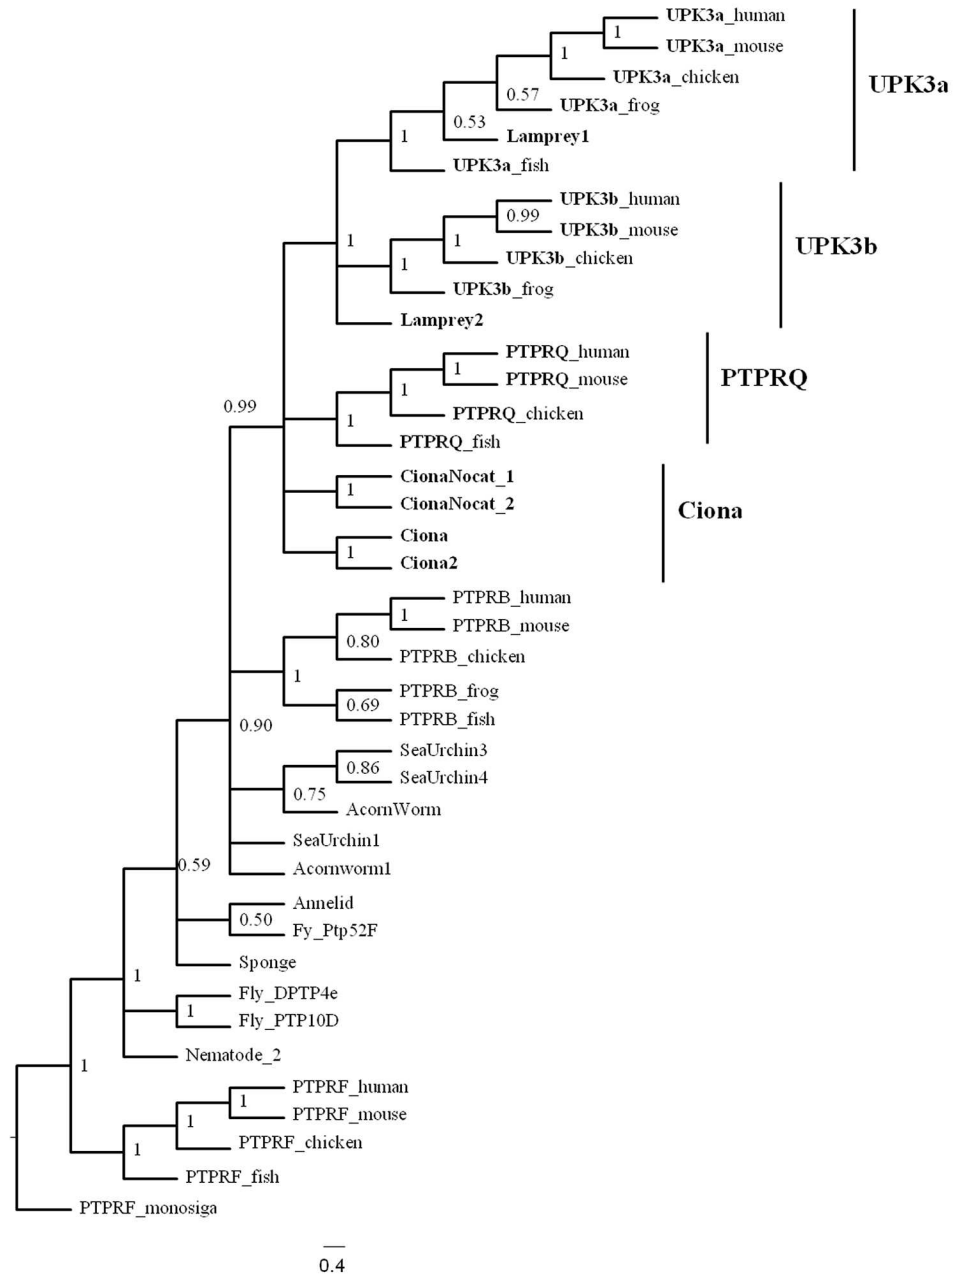 UPK3a_human
1
UPK3a_mouse
1
UPK3a_chicken
UPK3a
0.57
UPK3a_frog
0.53
Lamprey1
1
UPK3a_fish
UPK3b_human
0.99
UPK3b_mouse
1
1
UPK3b
UPK3b_chicken
1
UPK3b_frog
Lamprey2
PTPRQ_human
1
PTPRQ_mouse
PTPRQ
1
0.99
PTPRQ_chicken
1
PTPRQ_fish
CionaNocat_1
1
CionaNocat_2
Ciona
Ciona
1
Ciona2
PTPRB_human
1
PTPRB_mouse
0.80
PTPRB_chicken
1
PTPRB_frog
0.69
PTPRB_fish
0.90
SeaUrchin3
0.86
SeaUrchin4
0.75
AcornWorm
SeaUrchin1
0.59
Acornworm1
Annelid
0.50
Fy_Ptp52F
Sponge
1
Fly_DPTP4e
1
Fly_PTP10D
Nematode_2
1
PTPRF_human
1
PTPRF_mouse
1
PTPRF_chicken
1
PTPRF_fish
PTPRF_monosiga
0.4